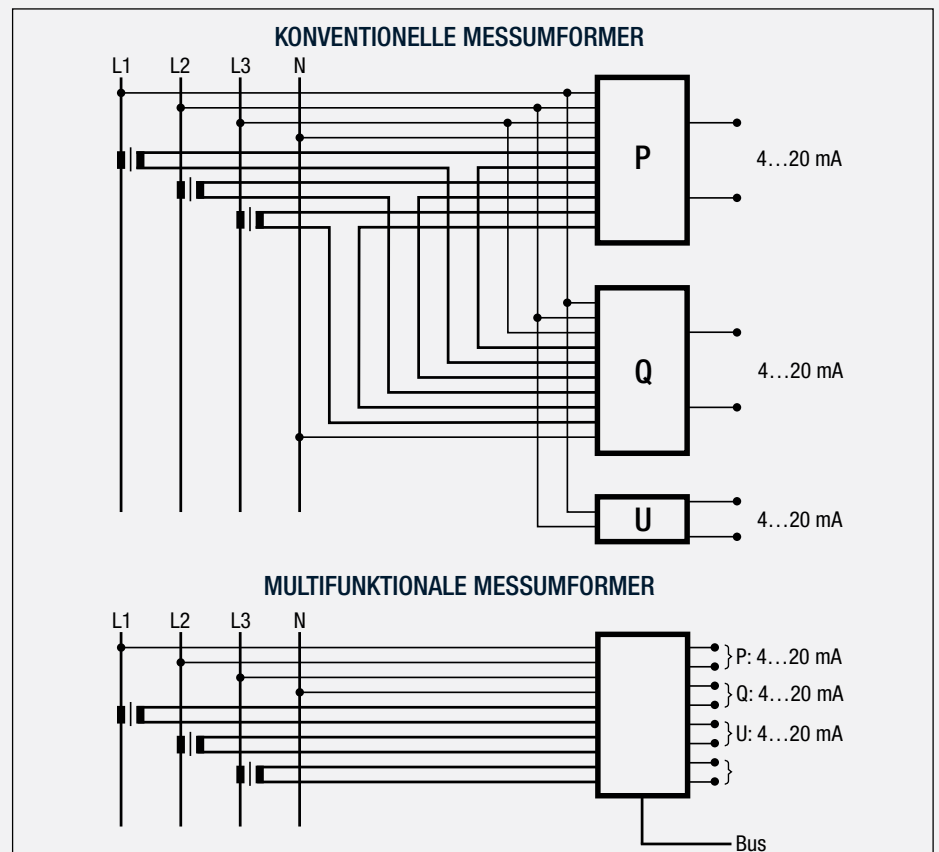 KONVENTIONELLE MESSUMFORMER
L1 L2 L3 N
P
4…20 mA
Q
4…20 mA
U
4…20 mA
MULTIFUNKTIONALE MESSUMFORMER
L1 L2 L3 N
P: 4…20 mA
Q: 4…20 mA
U: 4…20 mA
Bus